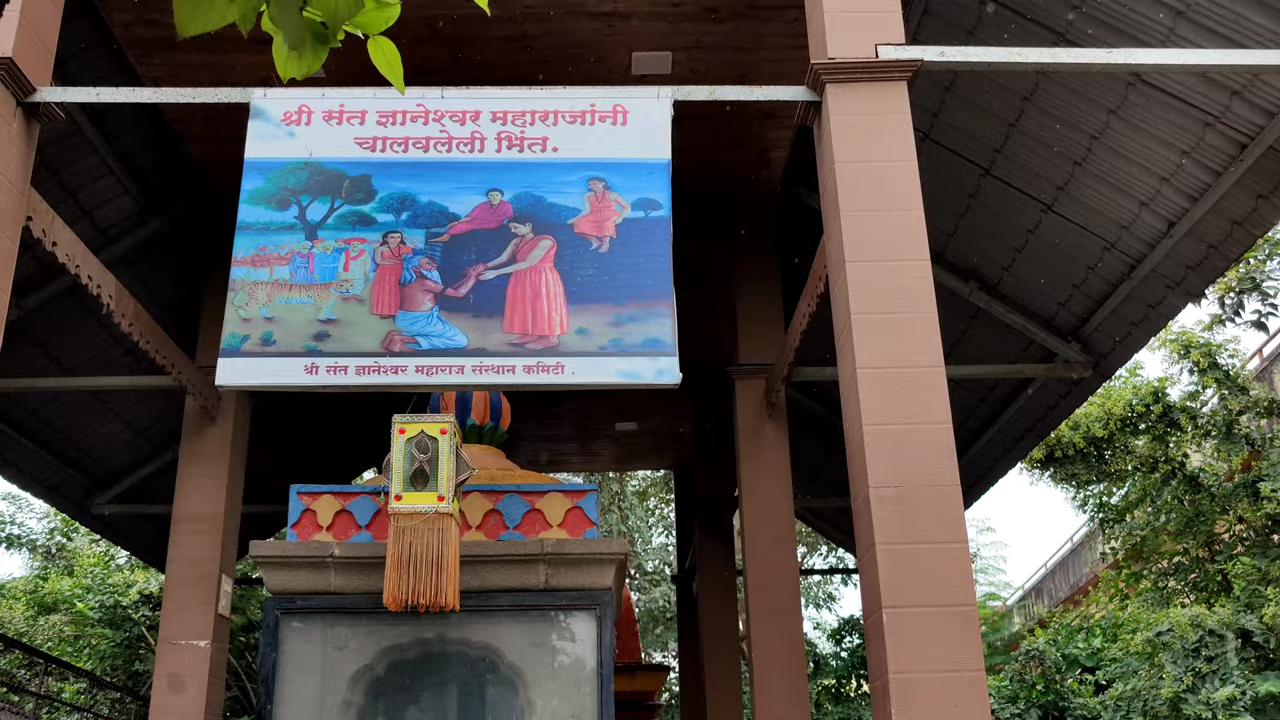 श्री संत ज्ञानेश्वर महाराजांनी
चालवलेली भिंत.
श्री संत ज्ञानेश्वर महाराज संस्थान कमिटी .